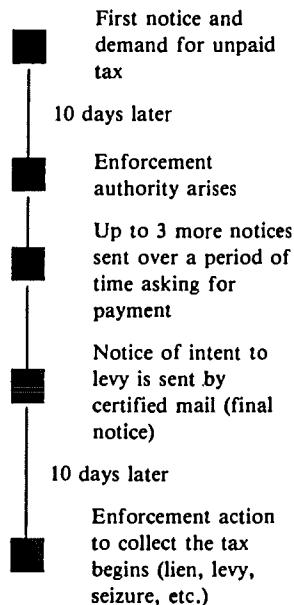 First notice and
demand for unpaid
tax
10 days later
Enforcement
authority arises
Up to 3 more notices
sent over a period of
time asking for
payment
Notice of intent to
levy is sent by
certified mail (final
notice)
10 days later
Enforcement action
to collect the tax
begins (lien, levy,
seizure, etc.)